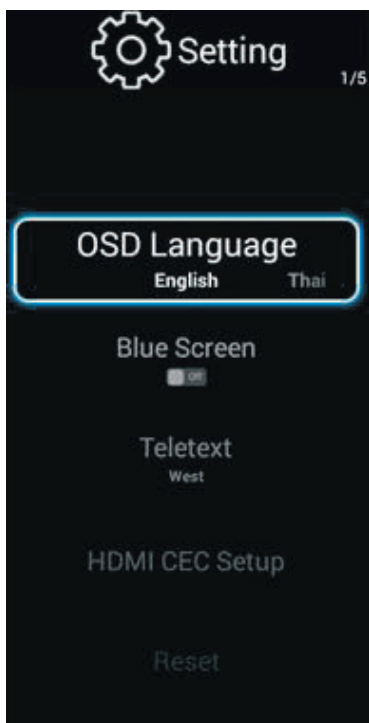 Setting
1/5
OSD Language
English Thai
Blue Screen
Off
Teletext
West
HDMI CEC Setup
Reset